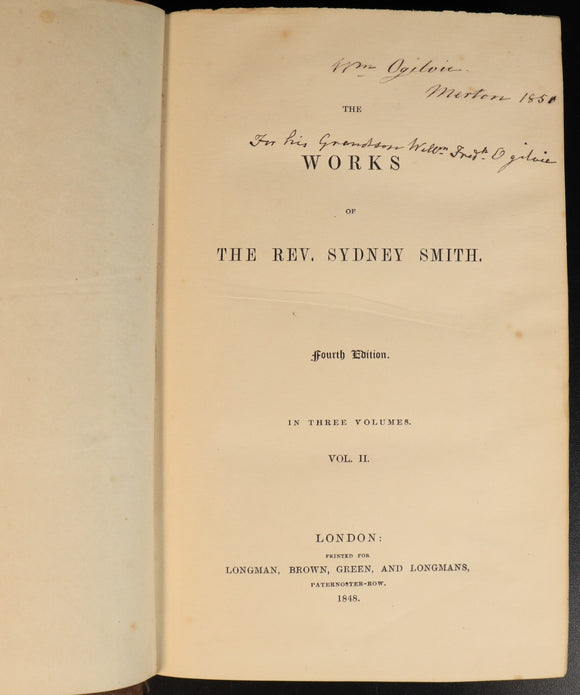 Wm Ogilvie.
Merton 1850
THE
For his Grandson Willm Fredk. Ogilvie
WORKS
OF
THE REV. SYDNEY SMITH.
Fourth Edition.
IN THREE VOLUMES.
VOL. II.
LONDON:
PRINTED FOR
LONGMAN, BROWN, GREEN, AND LONGMANS,
PATERNOSTER-ROW.
1848.